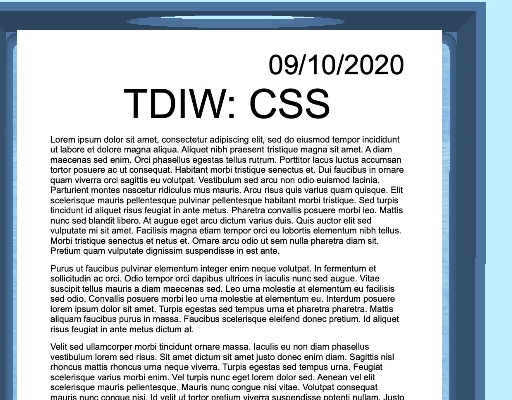 09/10/2020
TDIW: CSS
Lorem ipsum dolor sit amet, consectetur adipiscing elit, sed do eiusmod tempor incididunt
ut labore et dolore magna aliqua. Aliquet nibh praesent tristique magna sit amet. A diam
maecenas sed enim. Orci phasellus egestas tellus rutrum. Porttitor lacus luctus accumsan
tortor posuere ac ut consequat. Habitant morbi tristique senectus et. Dui faucibus in ornare
quam viverra orci sagittis eu volutpat. Vestibulum sed arcu non odio euismod lacinia.
Parturient montes nascetur ridiculus mus mauris. Arcu risus quis varius quam quisque. Elit
scelerisque mauris pellentesque pulvinar pellentesque habitant morbi tristique. Sed turpis
tincidunt id aliquet risus feugiat in ante metus. Pharetra convallis posuere morbi leo. Mattis
nunc sed blandit libero. At augue eget arcu dictum varius duis. Quis auctor elit sed
vulputate mi sit amet. Facilisis magna etiam tempor orci eu lobortis elementum nibh tellus.
Morbi tristique senectus et netus et. Ornare arcu odio ut sem nulla pharetra diam sit.
Pretium quam vulputate dignissim suspendisse in est ante.
Purus ut faucibus pulvinar elementum integer enim neque volutpat. In fermentum et
sollicitudin ac orci. Odio tempor orci dapibus ultrices in iaculis nunc sed augue. Vitae
suscipit tellus mauris a diam maecenas sed. Leo urna molestie at elementum eu facilisis
sed odio. Convallis posuere morbi leo urna molestie at elementum eu. Interdum posuere
lorem ipsum dolor sit amet. Turpis egestas sed tempus urna et pharetra pharetra. Mattis
aliquam faucibus purus in massa. Faucibus scelerisque eleifend donec pretium. Id aliquet
risus feugiat in ante metus dictum at.
Velit sed ullamcorper morbi tincidunt ornare massa. Iaculis eu non diam phasellus
vestibulum lorem sed risus. Sit amet dictum sit amet justo donec enim diam. Sagittis nisl
rhoncus mattis rhoncus urna neque viverra. Turpis egestas sed tempus urna. Feugiat
scelerisque varius morbi enim. Vel turpis nunc eget lorem dolor sed. Aenean vel elit
scelerisque mauris pellentesque. Mauris nunc congue nisi vitae. Volutpat consequat
mauris nunc congue nisi. Id velit ut tortor pretium viverra suspendisse potenti nullam. Justo